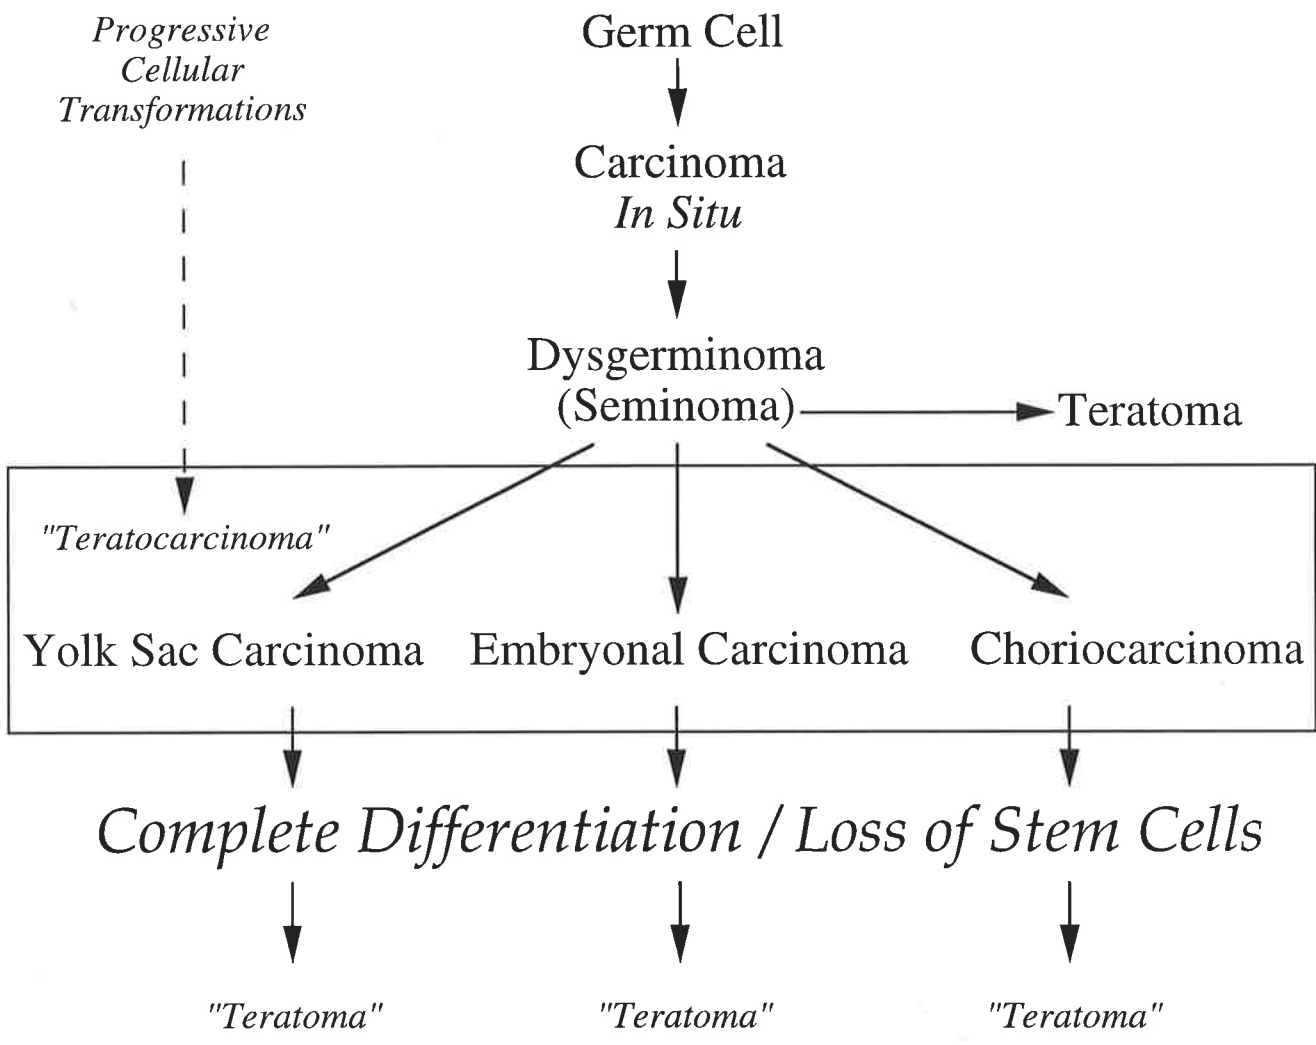 Progressive
Cellular
Transformations
Germ Cell
Carcinoma
In Situ
Dysgerminoma
(Seminoma)
Teratoma
"Teratocarcinoma"
Yolk Sac Carcinoma
Embryonal Carcinoma
Choriocarcinoma
Complete Differentiation / Loss of Stem Cells
"Teratoma"
"Teratoma"
"Teratoma"